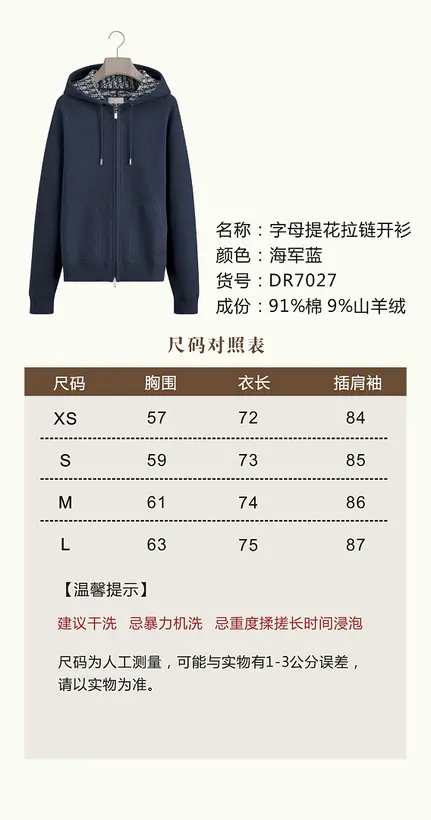 名称：字母提花拉链开衫
颜色：海军蓝
货号：DR7027
成份：91%棉 9%山羊绒
尺码对照表
尺码 胸围 衣长 插肩袖
XS 57 72 84
S 59 73 85
M 61 74 86
L 63 75 87
【温馨提示】
建议干洗 忌暴力机洗 忌重度揉搓长时间浸泡
尺码为人工测量，可能与实物有1-3公分误差，
请以实物为准。